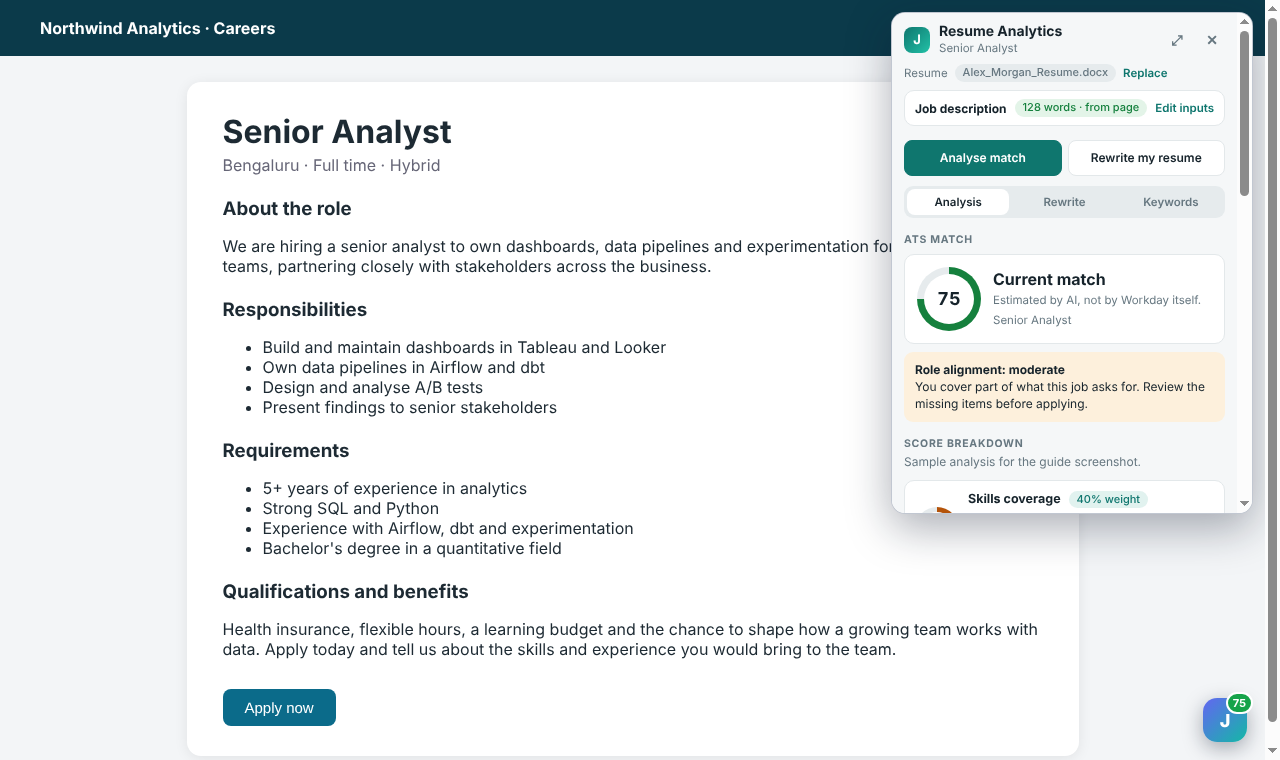 Northwind Analytics · Careers
Senior Analyst
Bengaluru · Full time · Hybrid
About the role
We are hiring a senior analyst to own dashboards, data pipelines and experimentation for
teams, partnering closely with stakeholders across the business.
Responsibilities
Build and maintain dashboards in Tableau and Looker
Own data pipelines in Airflow and dbt
Design and analyse A/B tests
Present findings to senior stakeholders
Requirements
5+ years of experience in analytics
Strong SQL and Python
Experience with Airflow, dbt and experimentation
Bachelor's degree in a quantitative field
Qualifications and benefits
Health insurance, flexible hours, a learning budget and the chance to shape how a growing team works with
data. Apply today and tell us about the skills and experience you would bring to the team.
Apply now
J
Resume Analytics
Senior Analyst
Resume Alex_Morgan_Resume.docx Replace
Job description 128 words · from page Edit inputs
Analyse match Rewrite my resume
Analysis Rewrite Keywords
ATS MATCH
75
Current match
Estimated by AI, not by Workday itself.
Senior Analyst
Role alignment: moderate
You cover part of what this job asks for. Review the
missing items before applying.
SCORE BREAKDOWN
Sample analysis for the guide screenshot.
Skills coverage 40% weight
75
J